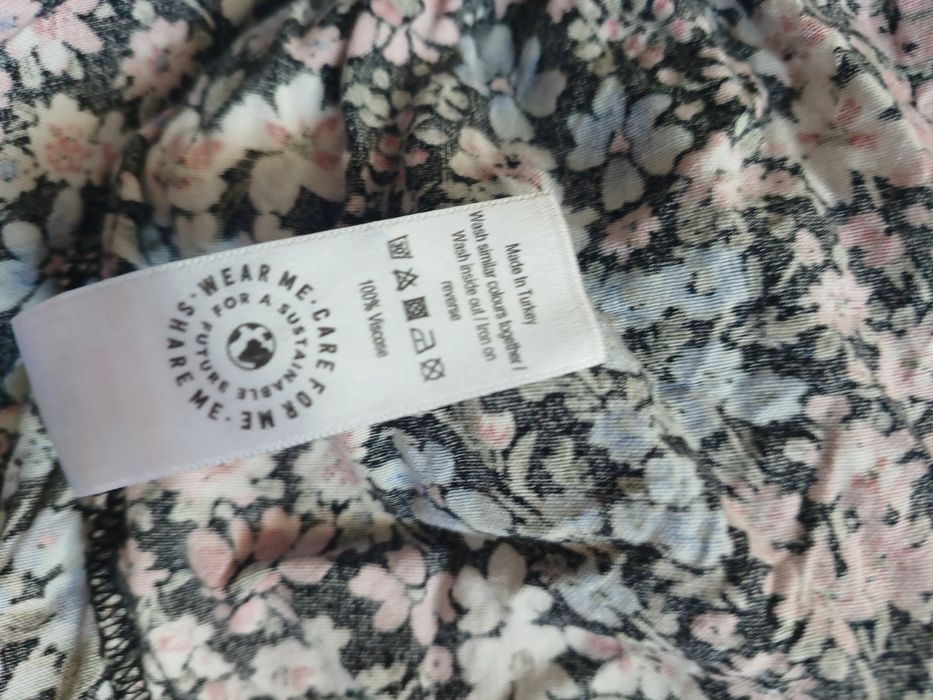 Made In Turkey
Wash similar colours together /
Wash inside out / Iron on
reverse
100% Viscose
WEAR ME · CARE FOR ME · SHARE ME ·
FOR A SUSTAINABLE FUTURE